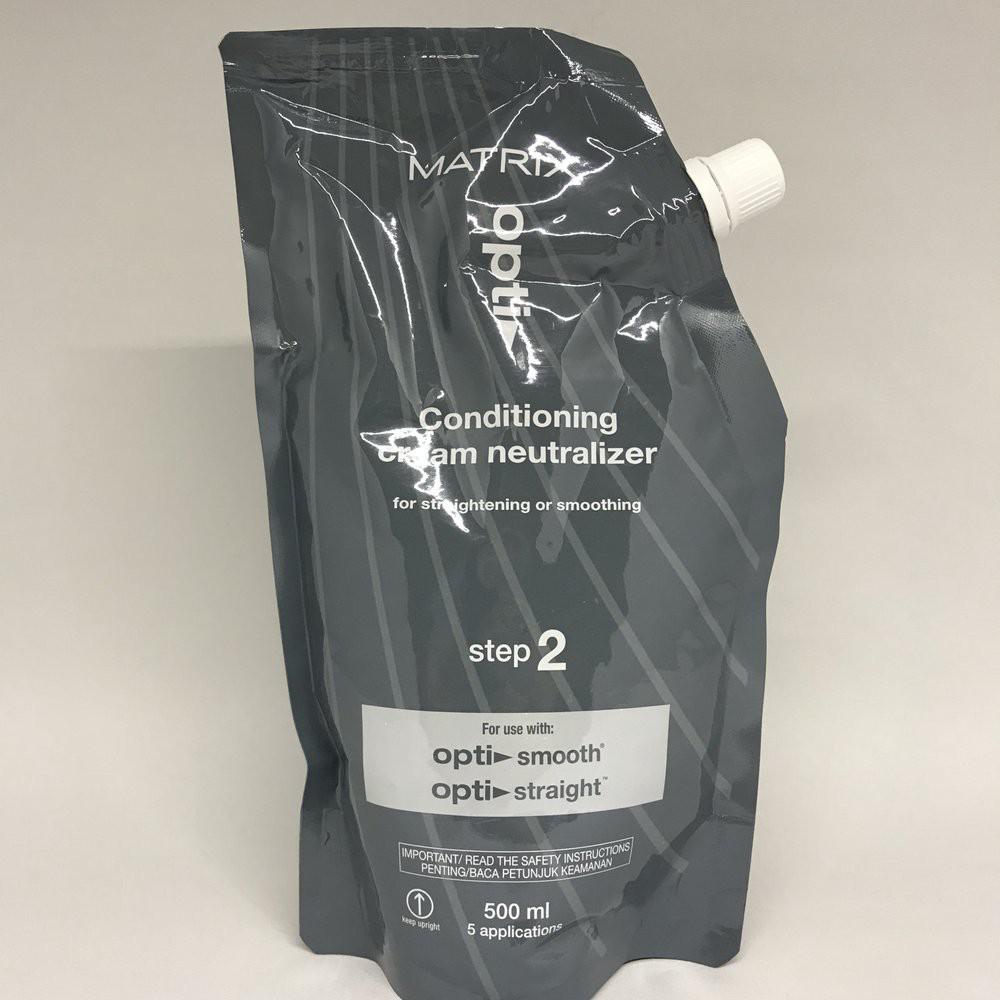 MATRIX
opti
Conditioning
cream neutralizer
for straightening or smoothing
step 2
For use with:
opti smooth®
opti straight™
IMPORTANT/ READ THE SAFETY INSTRUCTIONS
PENTING/BACA PETUNJUK KEAMANAN
keep upright
500 ml
5 applications